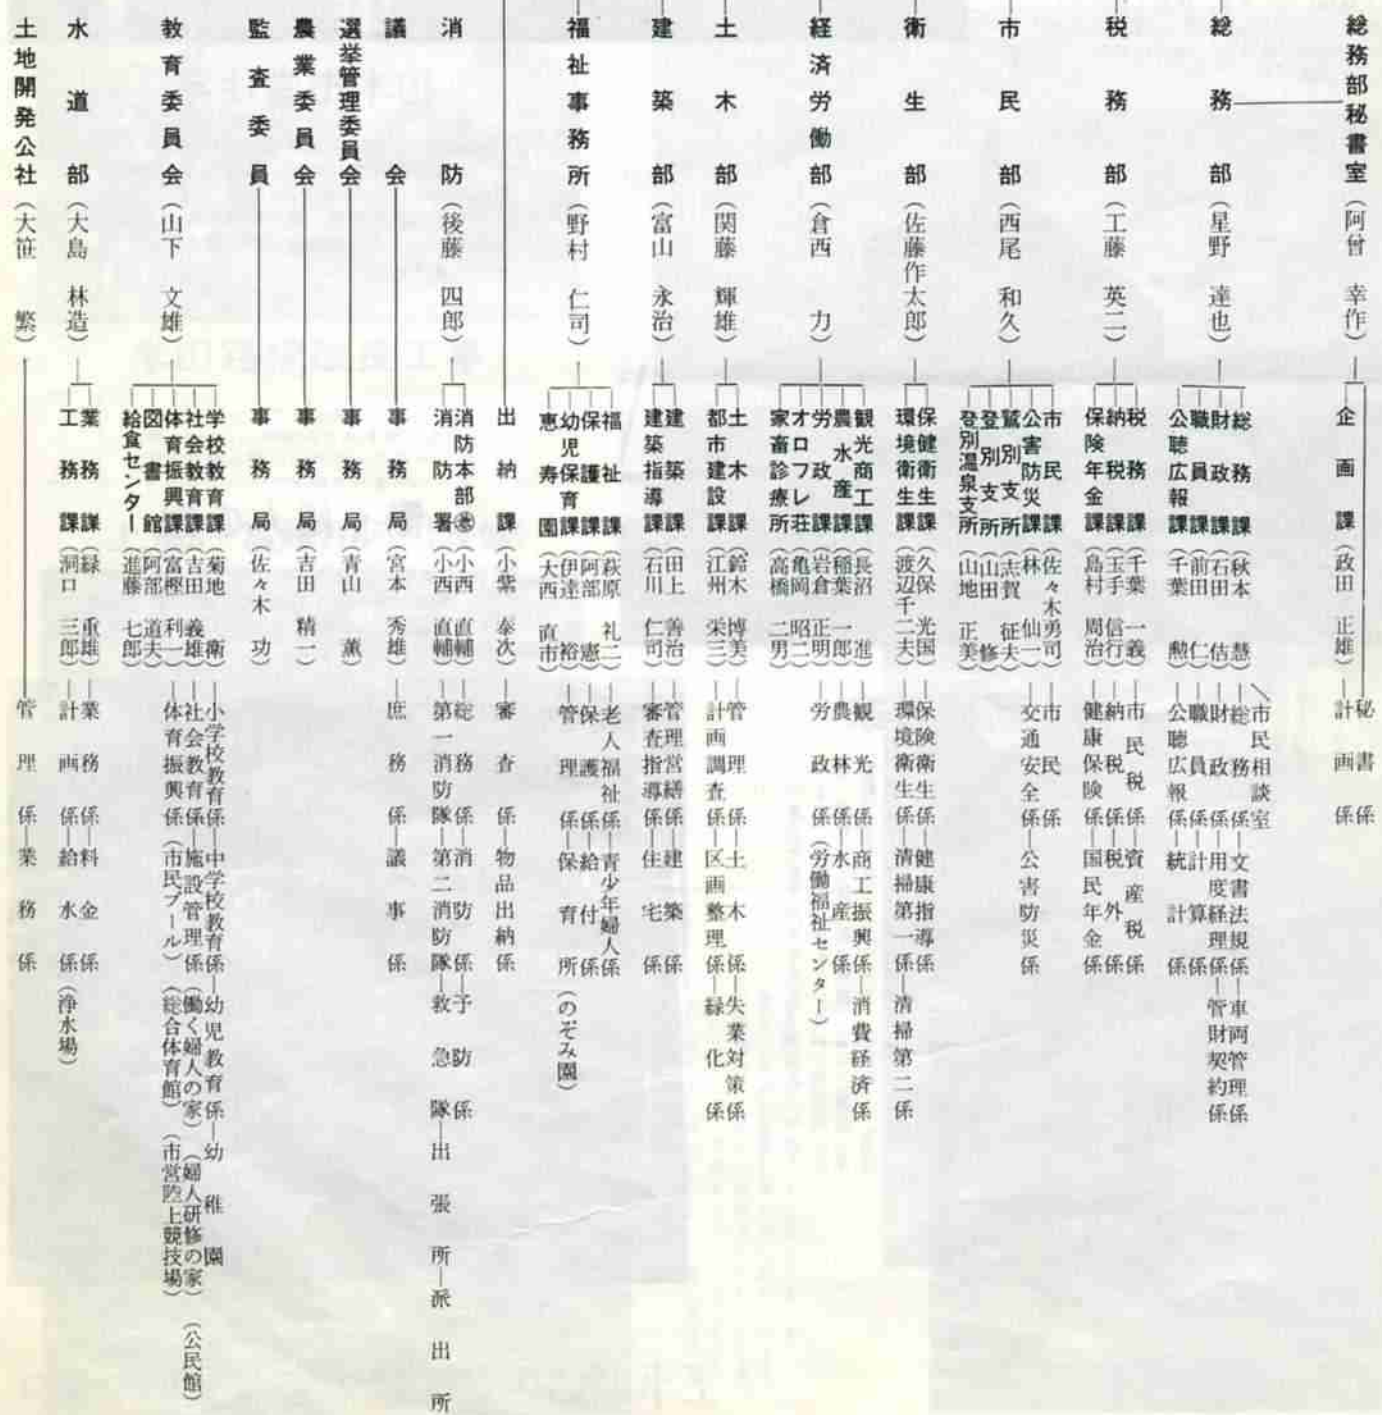 総務部秘書室（阿曾　幸作）
企画課（政田　正雄）―計画係
秘書係
総務部（星野　達也）
総務課（秋本　慧）―総務係―文書法規係―車両管理係
市民相談室
財政課（石田　佶）―財政係―用度経理係―管財契約係
職員課（前田　仁）―職員係―計算係
公聴広報課（千葉　勲）―公聴広報係―統計係
税務部（工藤　英二）
税務課（千葉　一義）―市民税係―資産税係
納税課（玉手　信行）―納税係―税外係
保険年金課（島村　周治）―健康保険係―国民年金係
市民部（西尾　和久）
市民課（佐々木勇司）―市民係
公害防災課（林　仙一）―交通安全係―公害防災係
鷲別支所（志賀　征夫）
登別支所（山田　修）
登別温泉支所（山地　正美）
衛生部（佐藤作太郎）
保健衛生課（久保　光国）―保険衛生係―健康指導係
環境衛生課（渡辺千二夫）―環境衛生係―清掃第一係―清掃第二係
経済労働部（倉西　力）
観光商工課（長沼　進）―観光係―商工振興係―消費経済係
農水産課（稲葉　一郎）―農林係―水産係
労政課（岩倉　正明）―労政係（労働福祉センター）
オロフレ荘（亀岡　昭二）
家畜診療所（高橋　二男）
土木部（関藤　輝雄）
土木課（鈴木　博美）―管理係―土木係―失業対策係
都市建設課（江州　栄三）―計画調査係―区画整理係―緑化係
建築部（富山　永治）
建築課（田上　善治）―管理営繕係―建築係
建築指導課（石川　仁司）―審査指導係―住宅係
福祉事務所（野村　仁司）
福祉課（萩原　礼二）―老人福祉係―青少年婦人係
保護課（阿部　憲）―保護係―給付係
幼児保育課（伊達　裕）―管理係―保育所（のぞみ園）
恵寿園（大西　直市）
出納課（小紫　泰次）―審査係―物品出納係
消防（後藤　四郎）
消防本部（小西　直輔）―総務係―消防係―予防係
消防署（小西　直輔）―第一消防隊―第二消防隊―救急隊―出張所―派出所
議会
事務局（宮本　秀雄）―庶務係―議事係
選挙管理委員会
事務局（青山　薫）
農業委員会
事務局（吉田　精一）
監査委員
事務局（佐々木　功）
教育委員会（山下　文雄）
学校教育課（菊地　衛）―小学校教育係―中学校教育係―幼児教育係―幼稚園
社会教育課（吉田　義雄）―社会教育係―施設管理係（働く婦人の家）（婦人研修の家）（公民館）
体育振興課（富樫　利一）―体育振興係（市民プール）（総合体育館）（市営陸上競技場）
図書館（阿部　道夫）
給食センター（進藤　七郎）
水道部（大島　林造）
業務課（緑　重雄）―業務係―料金係
工務課（洞口　三郎）―計画係―給水係（浄水場）
土地開発公社（大笹　繁）
管理係―業務係